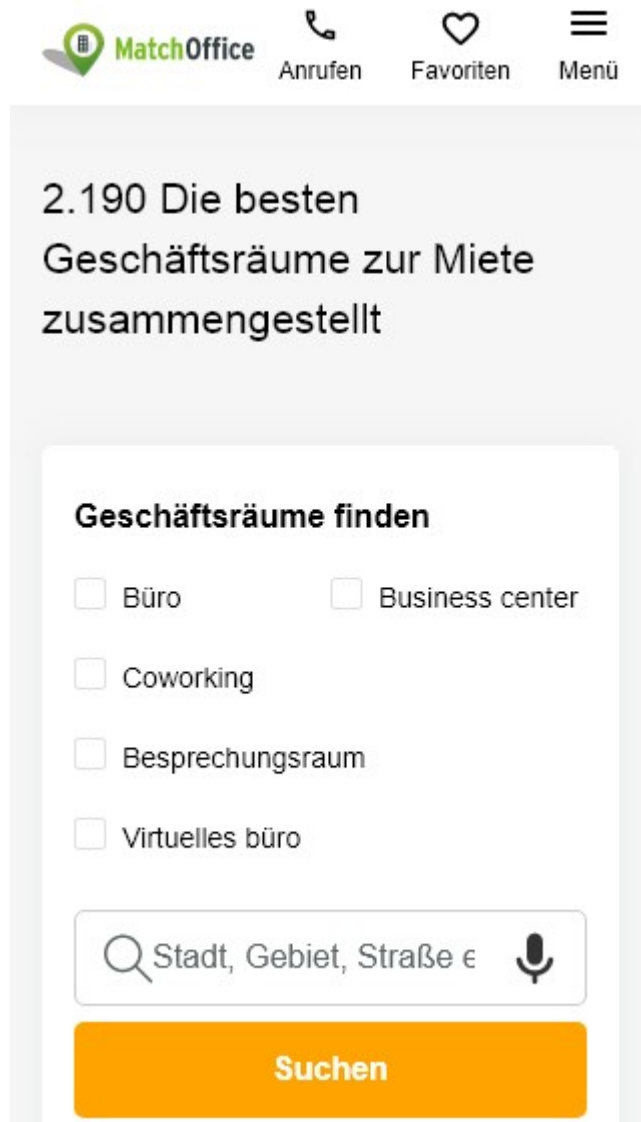 MatchOffice
Anrufen Favoriten Menü
2.190 Die besten
Geschäftsräume zur Miete
zusammengestellt
Geschäftsräume finden
Büro Business center
Coworking
Besprechungsraum
Virtuelles büro
Stadt, Gebiet, Straße e
Suchen